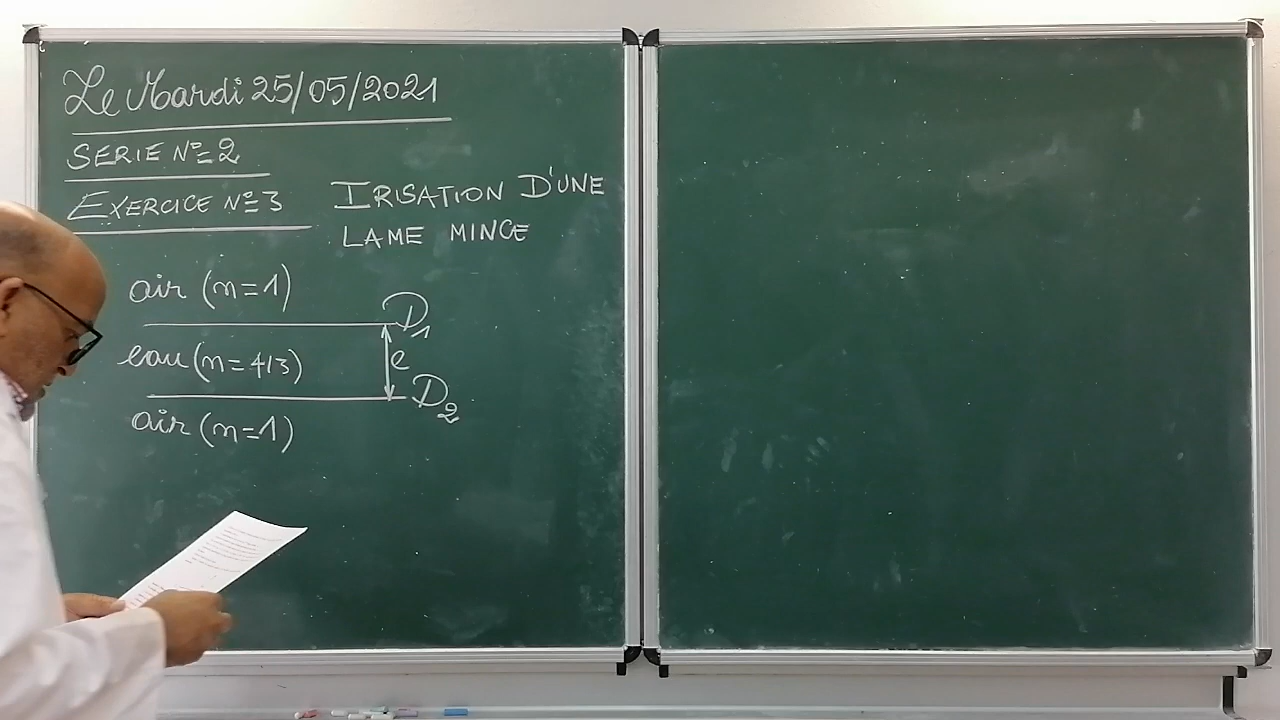 Le Mardi 25/05/2021
SERIE N°2
EXERCICE N°3
IRISATION D'UNE
LAME MINCE
air (n=1)
D1
eau (n=4/3)
e
D2
air (n=1)